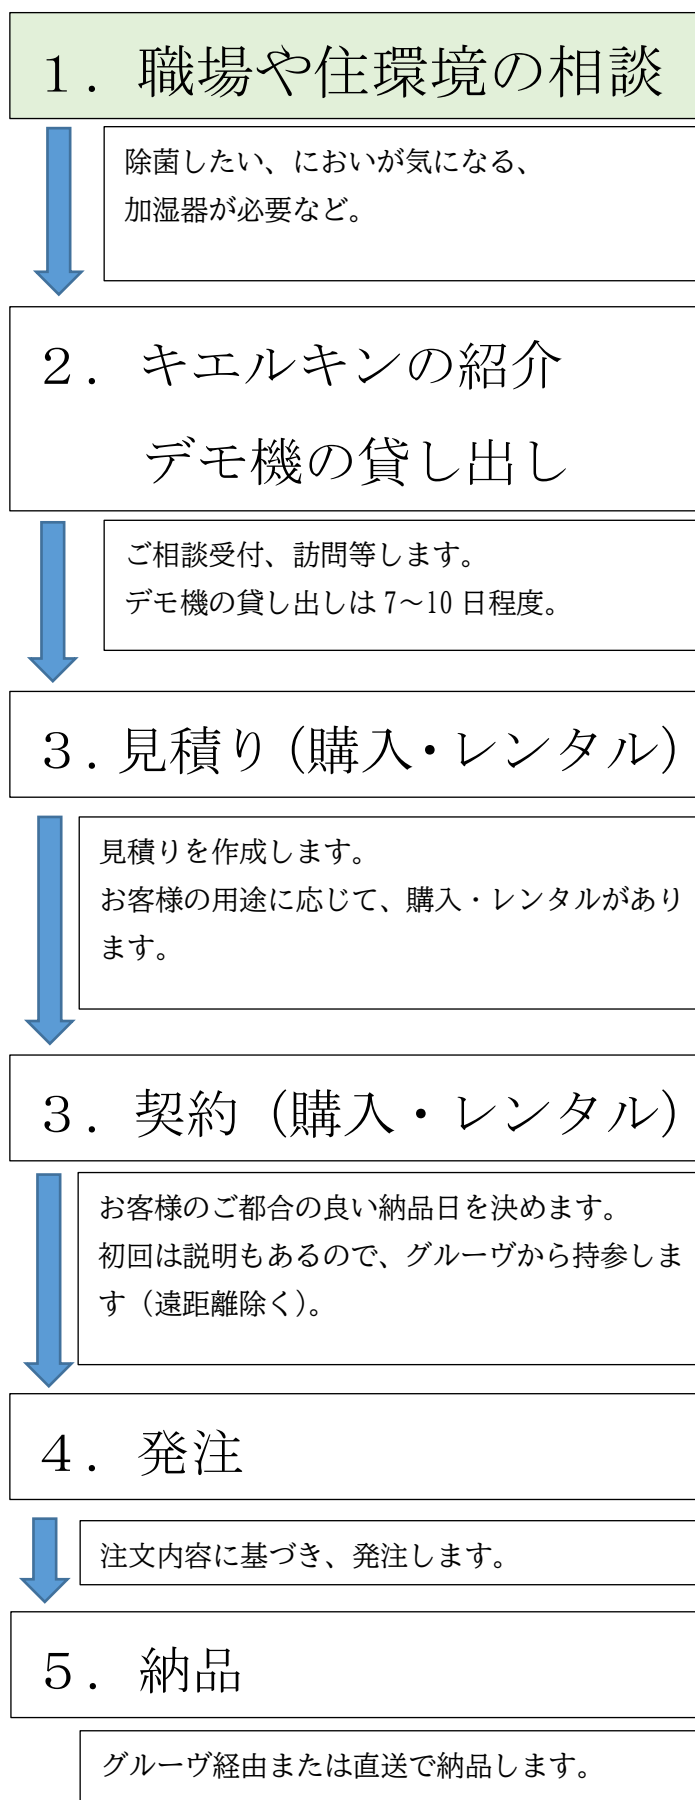 １．職場や住環境の相談
除菌したい、においが気になる、
加湿器が必要など。
２．キエルキンの紹介
デモ機の貸し出し
ご相談受付、訪問等します。
デモ機の貸し出しは 7～10 日程度。
３．見積り（購入・レンタル）
見積りを作成します。
お客様の用途に応じて、購入・レンタルがあり
ます。
３．契約（購入・レンタル）
お客様のご都合の良い納品日を決めます。
初回は説明もあるので、グルーヴから持参しま
す（遠距離除く）。
４．発注
注文内容に基づき、発注します。
５．納品
グルーヴ経由または直送で納品します。